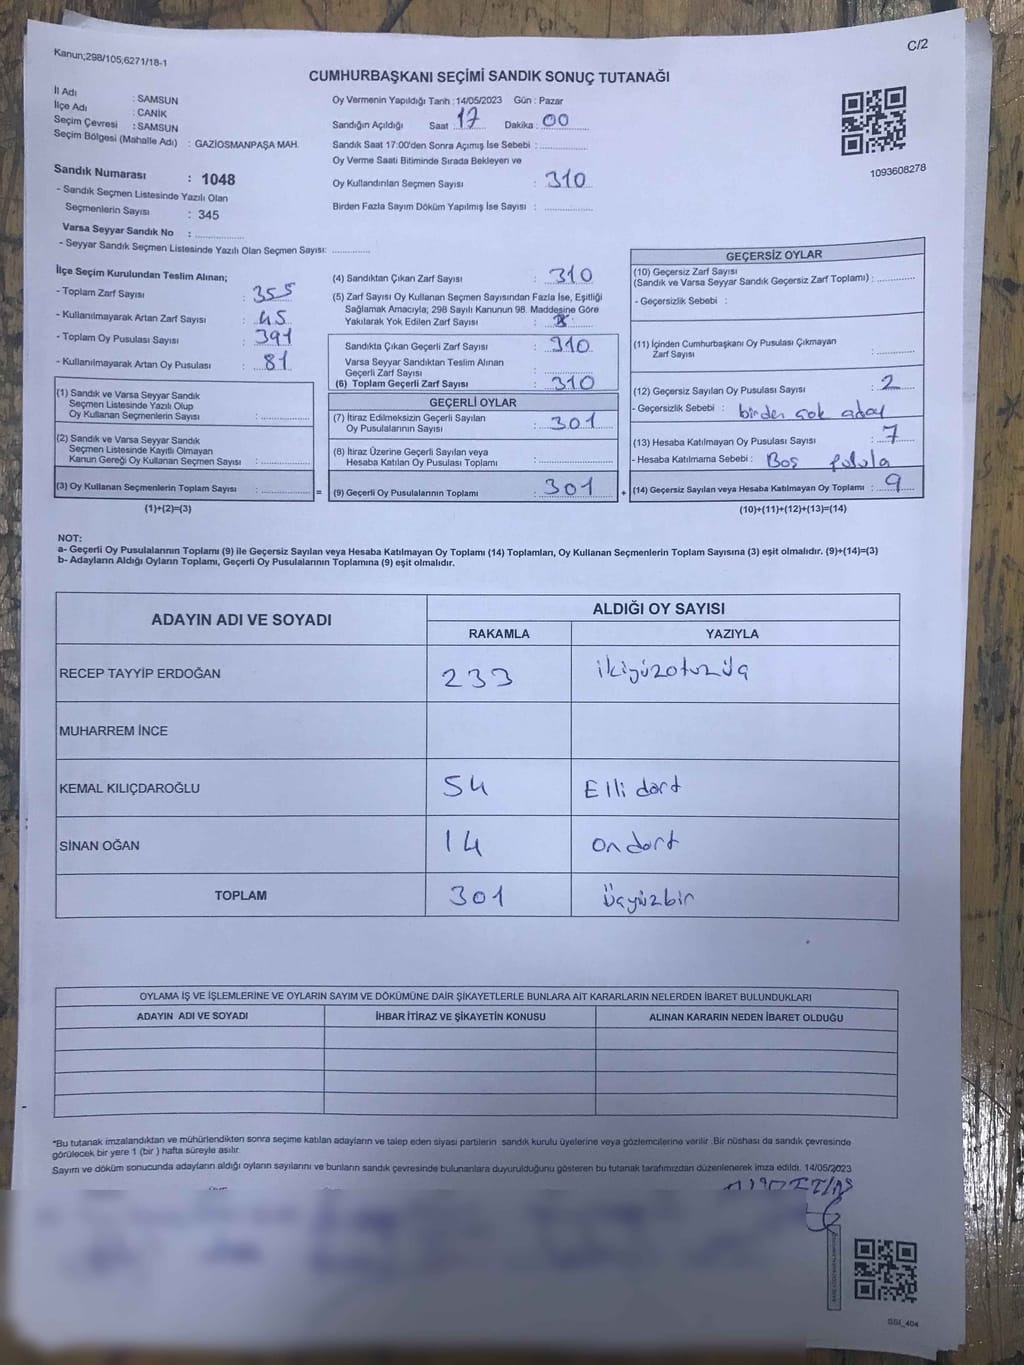 Kanun;298/105;6271/18-1
C/2
CUMHURBAŞKANI SEÇİMİ SANDIK SONUÇ TUTANAĞI
İl Adı : SAMSUN
İlçe Adı : CANİK
Seçim Çevresi : SAMSUN
Seçim Bölgesi (Mahalle Adı) : GAZİOSMANPAŞA MAH.
Sandık Numarası : 1048
- Sandık Seçmen Listesinde Yazılı Olan
Seçmenlerin Sayısı : 345
Varsa Seyyar Sandık No :
- Seyyar Sandık Seçmen Listesinde Yazılı Olan Seçmen Sayısı:
Oy Vermenin Yapıldığı Tarih :14/05/2023 Gün : Pazar
Sandığın Açıldığı Saat 17 Dakika : 00
Sandık Saat 17:00'den Sonra Açımış İse Sebebi :
Oy Verme Saati Bitiminde Sırada Bekleyen ve
Oy Kullandırılan Seçmen Sayısı : 310
Birden Fazla Sayım Döküm Yapılmış İse Sayısı :
1093608278
İlçe Seçim Kurulundan Teslim Alınan;
- Toplam Zarf Sayısı : 355
- Kullanılmayarak Artan Zarf Sayısı : 45
- Toplam Oy Pusulası Sayısı : 391
- Kullanılmayarak Artan Oy Pusulası : 81
(1) Sandık ve Varsa Seyyar Sandık
Seçmen Listesinde Yazılı Olup
Oy Kullanan Seçmenlerin Sayısı :
(2) Sandık ve Varsa Seyyar Sandık
Seçmen Listesinde Kayıtlı Olmayan
Kanun Gereği Oy Kullanan Seçmen Sayısı :
(3) Oy Kullanan Seçmenlerin Toplam Sayısı : =
(1)+(2)=(3)
(4) Sandıktan Çıkan Zarf Sayısı : 310
(5) Zarf Sayısı Oy Kullanan Seçmen Sayısından Fazla İse, Eşitliği
Sağlamak Amacıyla; 298 Sayılı Kanunun 98. Maddesine Göre
Yakılarak Yok Edilen Zarf Sayısı :
Sandıkta Çıkan Geçerli Zarf Sayısı : 310
Varsa Seyyar Sandıktan Teslim Alınan
Geçerli Zarf Sayısı :
(6) Toplam Geçerli Zarf Sayısı : 310
GEÇERLİ OYLAR
(7) İtiraz Edilmeksizin Geçerli Sayılan
Oy Pusulalarının Sayısı : 301
(8) İtiraz Üzerine Geçerli Sayılan veya
Hesaba Katılan Oy Pusulası Toplamı :
(9) Geçerli Oy Pusulalarının Toplamı : 301 +
GEÇERSİZ OYLAR
(10) Geçersiz Zarf Sayısı
(Sandık ve Varsa Seyyar Sandık Geçersiz Zarf Toplamı) :
- Geçersizlik Sebebi :
(11) İçinden Cumhurbaşkanı Oy Pusulası Çıkmayan
Zarf Sayısı :
(12) Geçersiz Sayılan Oy Pusulası Sayısı : 2
- Geçersizlik Sebebi : birden çok aday
(13) Hesaba Katılmayan Oy Pusulası Sayısı : 7
- Hesaba Katılmama Sebebi : Boş pusula
(14) Geçersiz Sayılan veya Hesaba Katılmayan Oy Toplamı : 9
(10)+(11)+(12)+(13)=(14)
NOT:
a- Geçerli Oy Pusulalarının Toplamı (9) ile Geçersiz Sayılan veya Hesaba Katılmayan Oy Toplamı (14) Toplamları, Oy Kullanan Seçmenlerin Toplam Sayısına (3) eşit olmalıdır. (9)+(14)=(3)
b- Adayların Aldığı Oyların Toplamı, Geçerli Oy Pusulalarının Toplamına (9) eşit olmalıdır.
ADAYIN ADI VE SOYADI
ALDIĞI OY SAYISI
RAKAMLA YAZIYLA
RECEP TAYYİP ERDOĞAN 233 ikiyüzotuzüç
MUHARREM İNCE
KEMAL KILIÇDAROĞLU 54 Elli dört
SİNAN OĞAN 14 On dört
TOPLAM 301 Üçyüzbir
OYLAMA İŞ VE İŞLEMLERİNE VE OYLARIN SAYIM VE DÖKÜMÜNE DAİR ŞİKAYETLERLE BUNLARA AİT KARARLARIN NELERDEN İBARET BULUNDUKLARI
ADAYIN ADI VE SOYADI İHBAR İTİRAZ VE ŞİKAYETİN KONUSU ALINAN KARARIN NEDEN İBARET OLDUĞU
*Bu tutanak imzalandıktan ve mühürlendikten sonra seçime katılan adayların ve talep eden siyasi partilerin sandık kurulu üyelerine veya gözlemcilerine verilir .Bir nüshası da sandık çevresinde
görülecek bir yere 1 (bir ) hafta süreyle asılır.
Sayım ve döküm sonucunda adayların aldığı oyların sayılarını ve bunların sandık çevresinde bulunanlara duyurulduğunu gösteren bu tutanak tarafımızdan düzenlenerek imza edildi. 14/05/2023
SSI_404